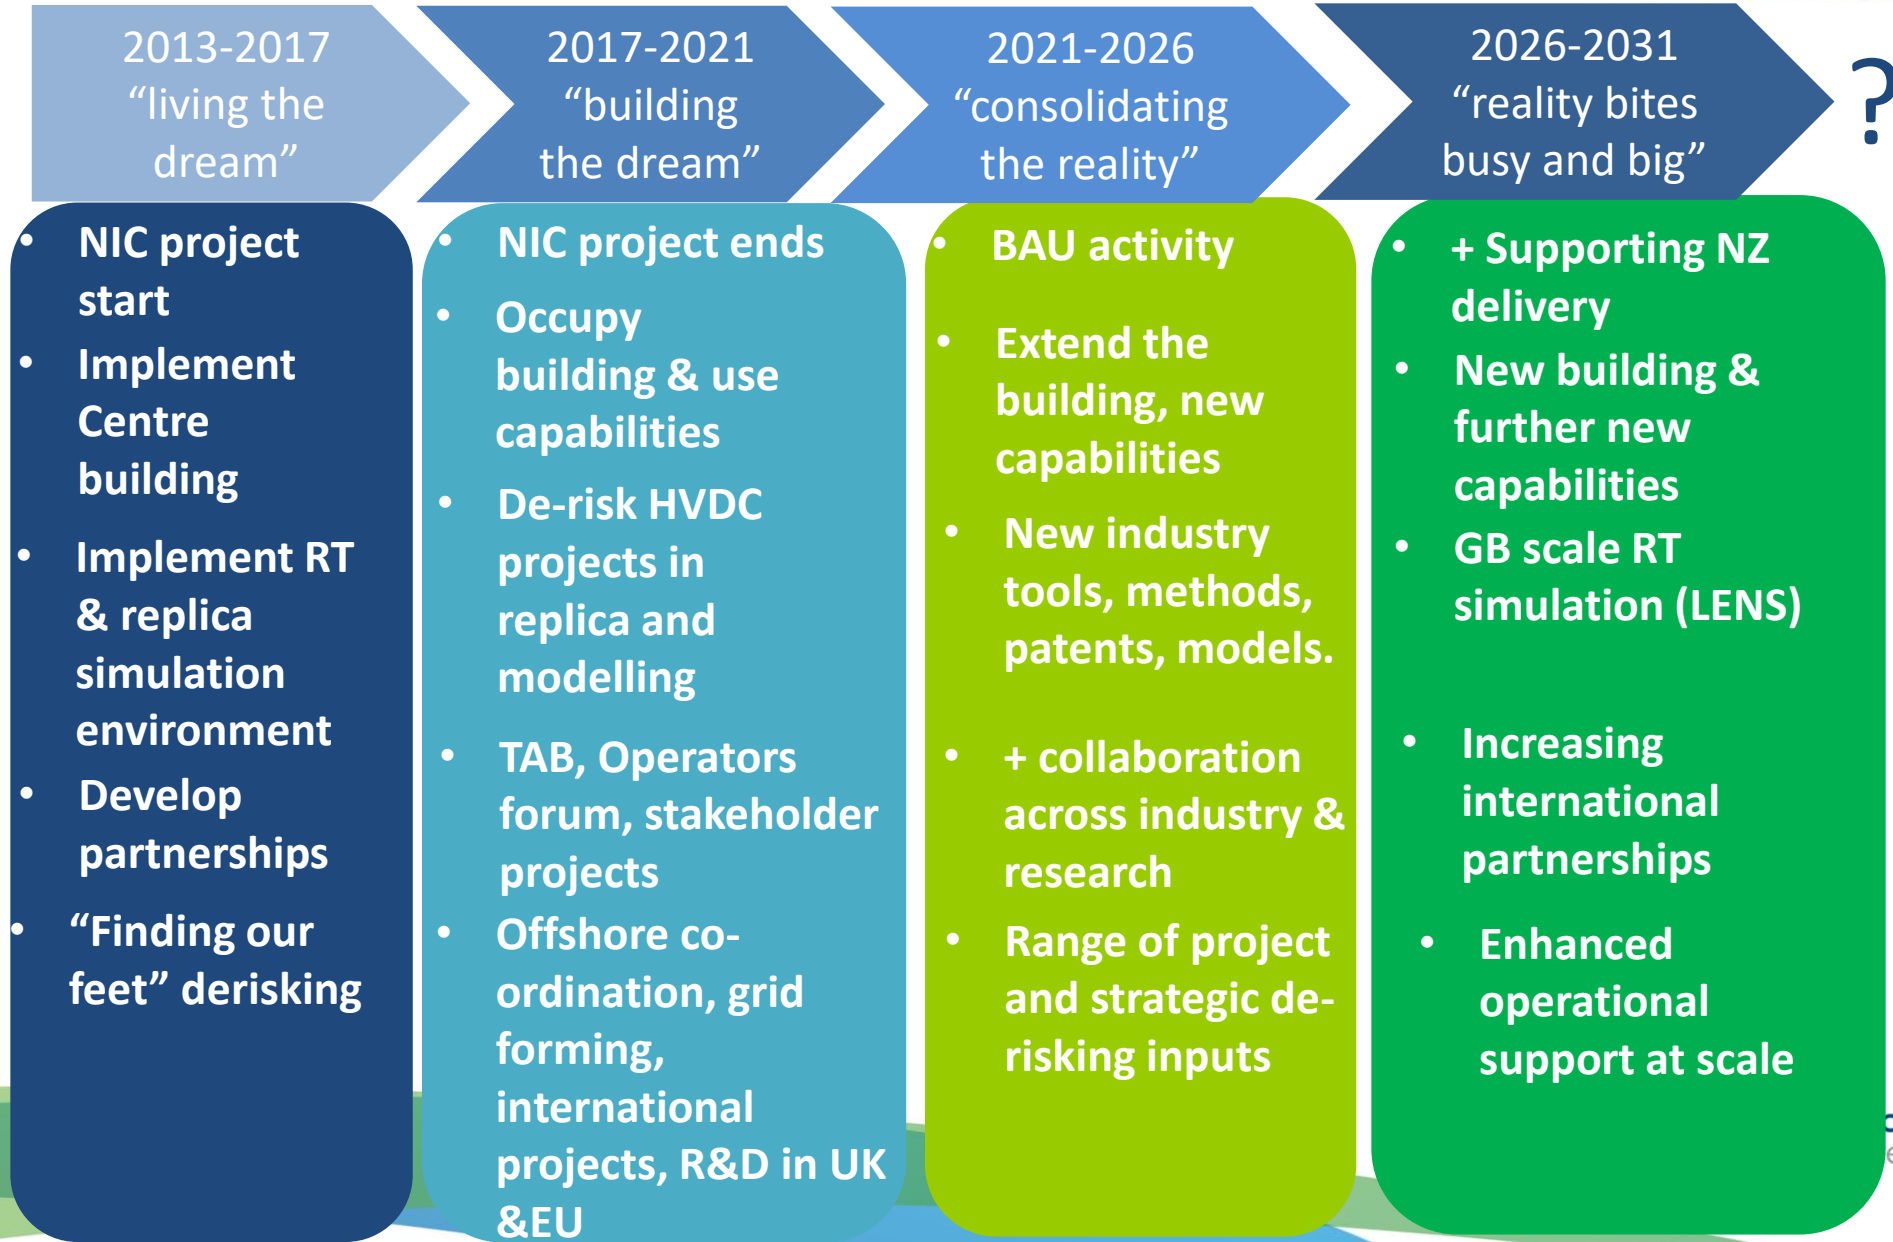 2013-2017
“living the
dream”
2017-2021
“building
the dream”
2021-2026
“consolidating
the reality”
2026-2031
“reality bites
busy and big”
?
• NIC project
start
• Implement
Centre
building
• Implement RT
& replica
simulation
environment
• Develop
partnerships
• “Finding our
feet” derisking
• NIC project ends
• Occupy
building & use
capabilities
• De-risk HVDC
projects in
replica and
modelling
• TAB, Operators
forum, stakeholder
projects
• Offshore co-
ordination, grid
forming,
international
projects, R&D in UK
&EU
• BAU activity
• Extend the
building, new
capabilities
• New industry
tools, methods,
patents, models.
• + collaboration
across industry &
research
• Range of project
and strategic de-
risking inputs
• + Supporting NZ
delivery
• New building &
further new
capabilities
• GB scale RT
simulation (LENS)
• Increasing
international
partnerships
• Enhanced
operational
support at scale